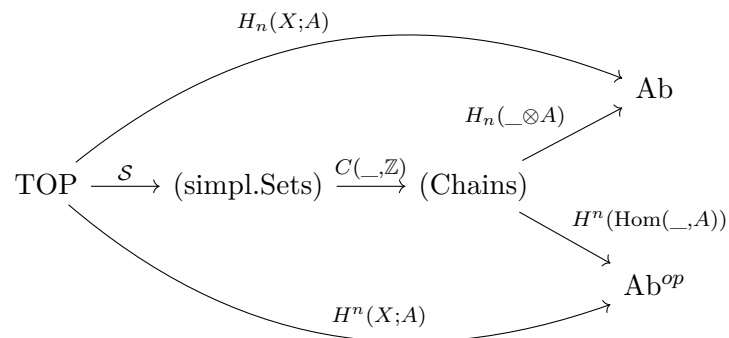 H_n(X;A)
Ab
H_n(_⊗A)
TOP 𝒮 (simpl.Sets) C(_,ℤ) (Chains)
H^n(Hom(_,A))
Ab^{op}
H^n(X;A)